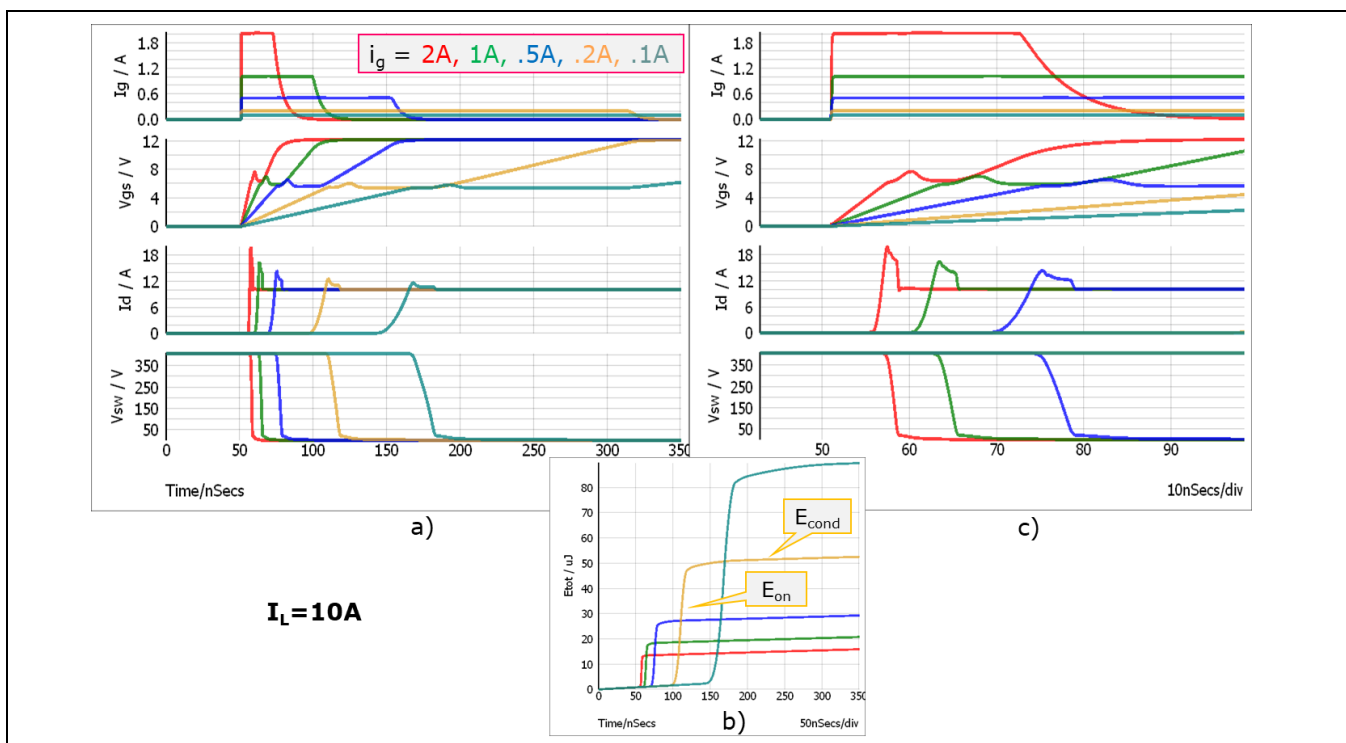 i_g = 2A, 1A, .5A, .2A, .1A
Ig / A
1.8
1.2
0.6
0.0
Vgs / V
12
8
4
0
Id / A
18
12
6
0
Vsw / V
350
250
150
50
0 50 100 150 200 250 300 350
Time/nSecs
a)
Ig / A
1.8
1.2
0.6
0.0
Vgs / V
12
8
4
0
Id / A
18
12
6
0
Vsw / V
350
250
150
50
50 60 70 80 90
10nSecs/div
c)
Etot / uJ
80
70
60
50
40
30
20
10
0
E_cond
E_on
0 50 100 150 200 250 300 350
Time/nSecs 50nSecs/div
b)
I_L=10A